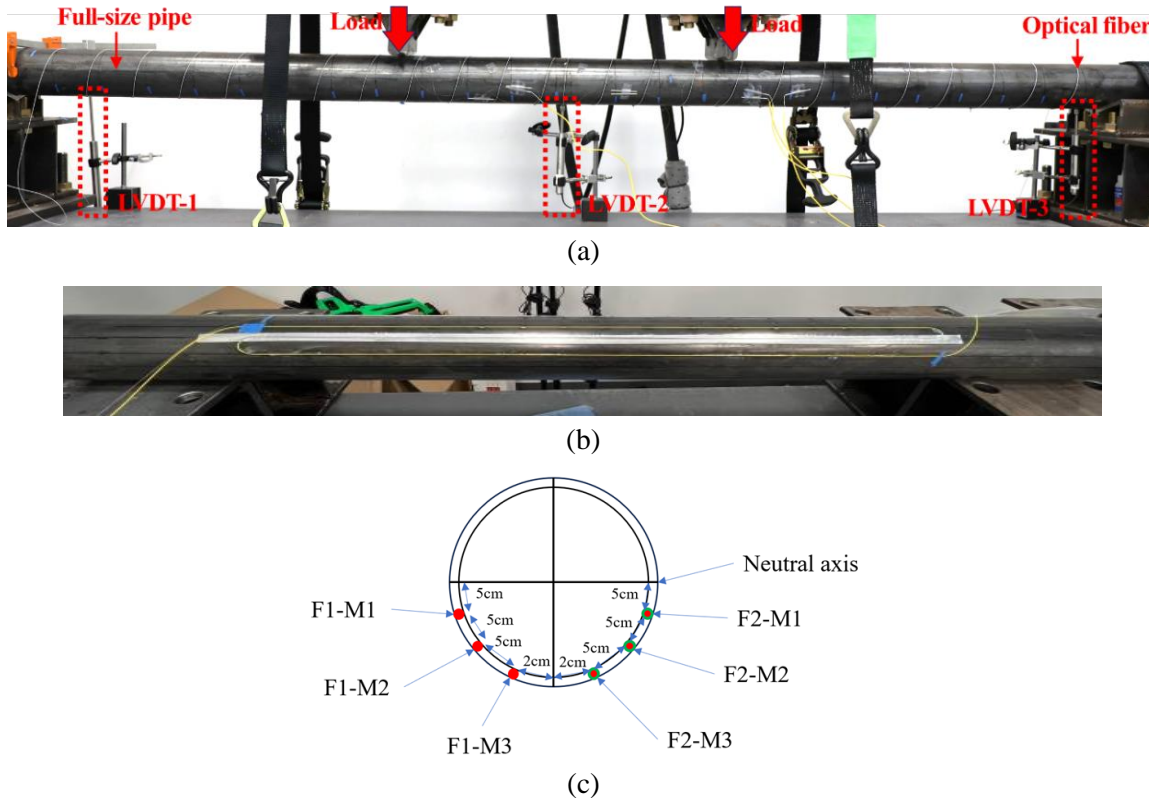 Full-size pipe
Load
Load
Optical fiber
LVDT-1
LVDT-2
LVDT-3
(a)
(b)
Neutral axis
5cm
5cm
F1-M1
F2-M1
5cm
5cm
5cm
5cm
2cm
2cm
F1-M2
F2-M2
F1-M3
F2-M3
(c)